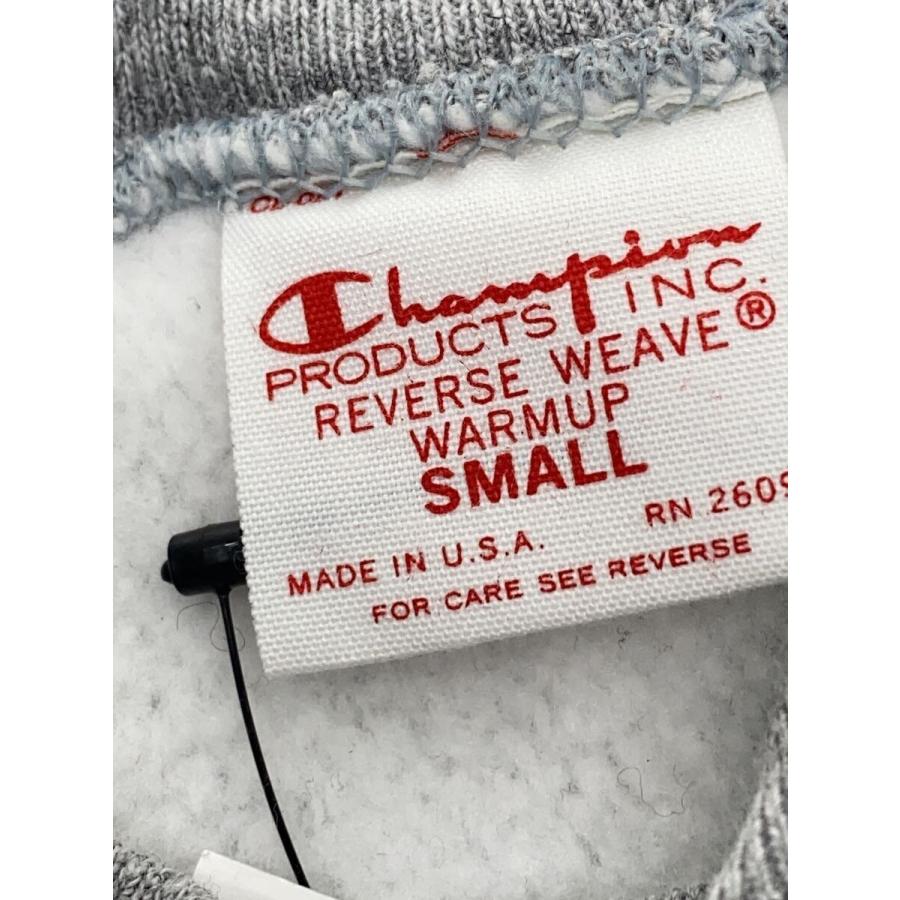 Champion
PRODUCTS INC.
REVERSE WEAVE®
WARMUP
SMALL
MADE IN U.S.A.
RN 2609
FOR CARE SEE REVERSE